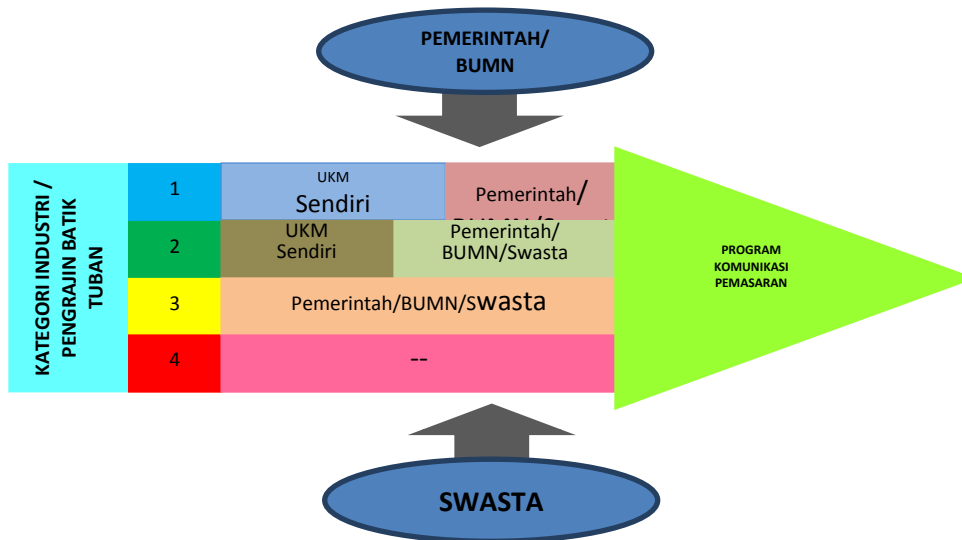 PEMERINTAH/
BUMN
KATEGORI INDUSTRI /
PENGRAJIN BATIK
TUBAN
1
UKM
Sendiri
Pemerintah/
2
UKM
Sendiri
Pemerintah/
BUMN/Swasta
3
Pemerintah/BUMN/Swasta
4
--
PROGRAM
KOMUNIKASI
PEMASARAN
SWASTA